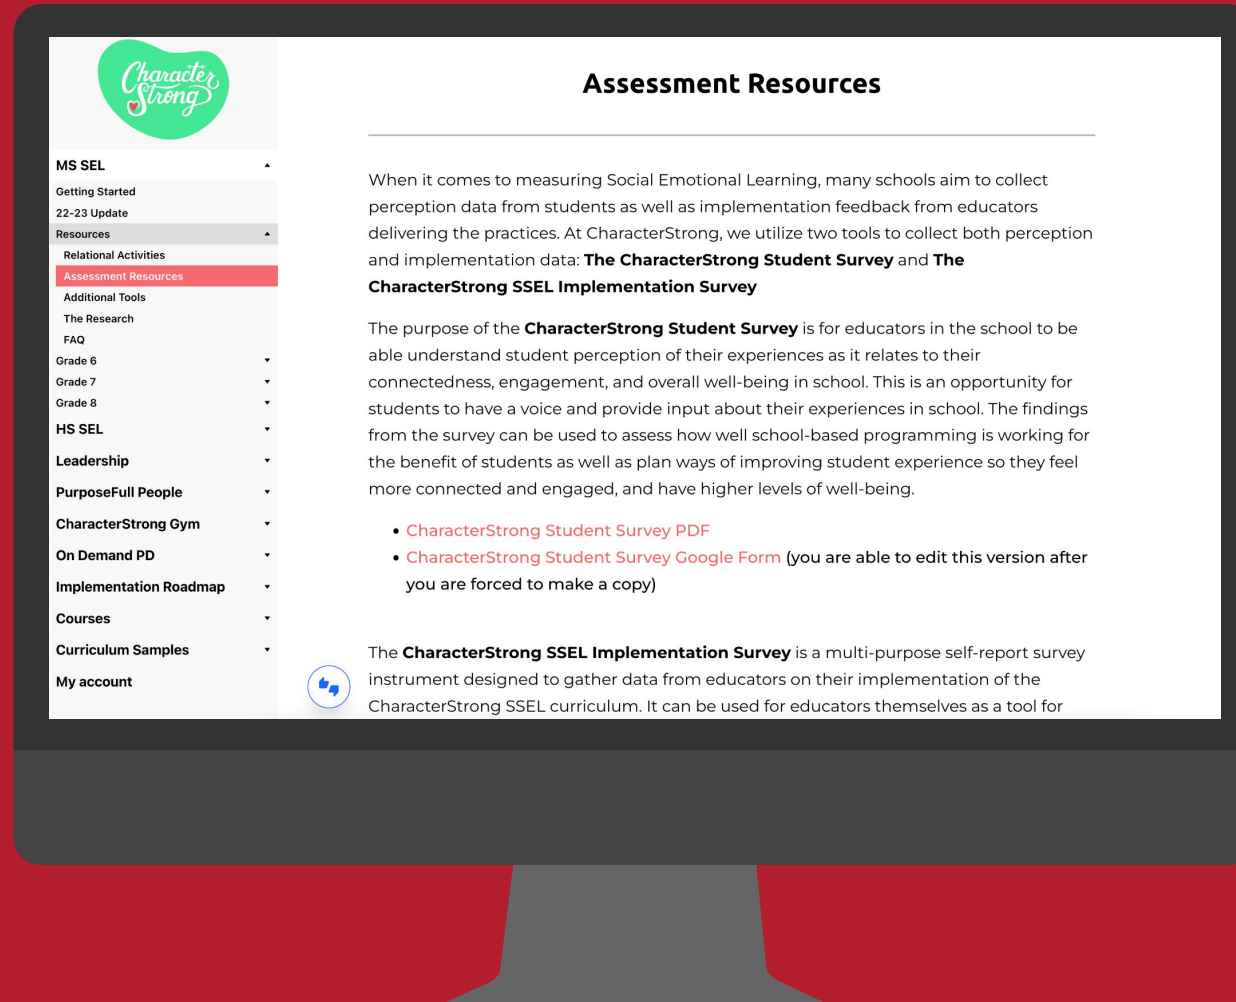 Character
Strong
MS SEL
Getting Started
22-23 Update
Resources
Relational Activities
Assessment Resources
Additional Tools
The Research
FAQ
Grade 6
Grade 7
Grade 8
HS SEL
Leadership
PurposeFull People
CharacterStrong Gym
On Demand PD
Implementation Roadmap
Courses
Curriculum Samples
My account
Assessment Resources
When it comes to measuring Social Emotional Learning, many schools aim to collect
perception data from students as well as implementation feedback from educators
delivering the practices. At CharacterStrong, we utilize two tools to collect both perception
and implementation data: The CharacterStrong Student Survey and The
CharacterStrong SSEL Implementation Survey
The purpose of the CharacterStrong Student Survey is for educators in the school to be
able understand student perception of their experiences as it relates to their
connectedness, engagement, and overall well-being in school. This is an opportunity for
students to have a voice and provide input about their experiences in school. The findings
from the survey can be used to assess how well school-based programming is working for
the benefit of students as well as plan ways of improving student experience so they feel
more connected and engaged, and have higher levels of well-being.
• CharacterStrong Student Survey PDF
• CharacterStrong Student Survey Google Form (you are able to edit this version after
you are forced to make a copy)
The CharacterStrong SSEL Implementation Survey is a multi-purpose self-report survey
instrument designed to gather data from educators on their implementation of the
CharacterStrong SSEL curriculum. It can be used for educators themselves as a tool for